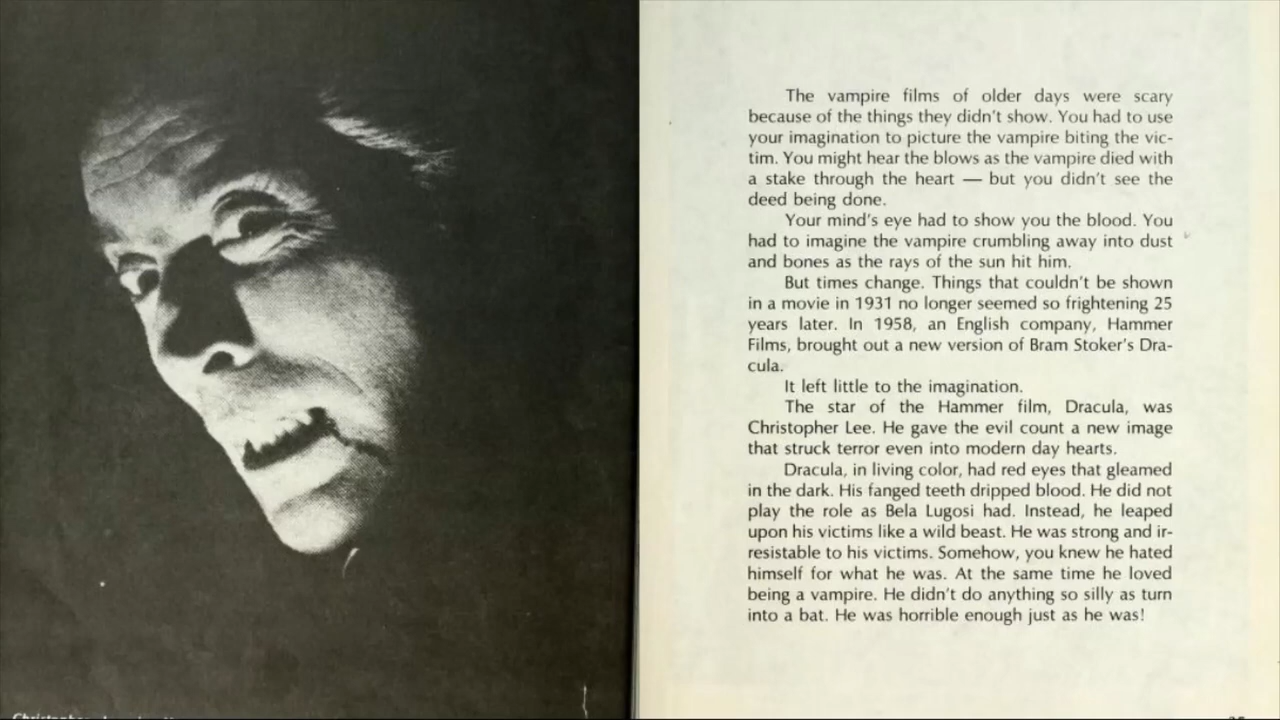 The vampire films of older days were scary
because of the things they didn't show. You had to use
your imagination to picture the vampire biting the vic-
tim. You might hear the blows as the vampire died with
a stake through the heart — but you didn't see the
deed being done.
Your mind's eye had to show you the blood. You
had to imagine the vampire crumbling away into dust
and bones as the rays of the sun hit him.
But times change. Things that couldn't be shown
in a movie in 1931 no longer seemed so frightening 25
years later. In 1958, an English company, Hammer
Films, brought out a new version of Bram Stoker's Dra-
cula.
It left little to the imagination.
The star of the Hammer film, Dracula, was
Christopher Lee. He gave the evil count a new image
that struck terror even into modern day hearts.
Dracula, in living color, had red eyes that gleamed
in the dark. His fanged teeth dripped blood. He did not
play the role as Bela Lugosi had. Instead, he leaped
upon his victims like a wild beast. He was strong and ir-
resistable to his victims. Somehow, you knew he hated
himself for what he was. At the same time he loved
being a vampire. He didn't do anything so silly as turn
into a bat. He was horrible enough just as he was!